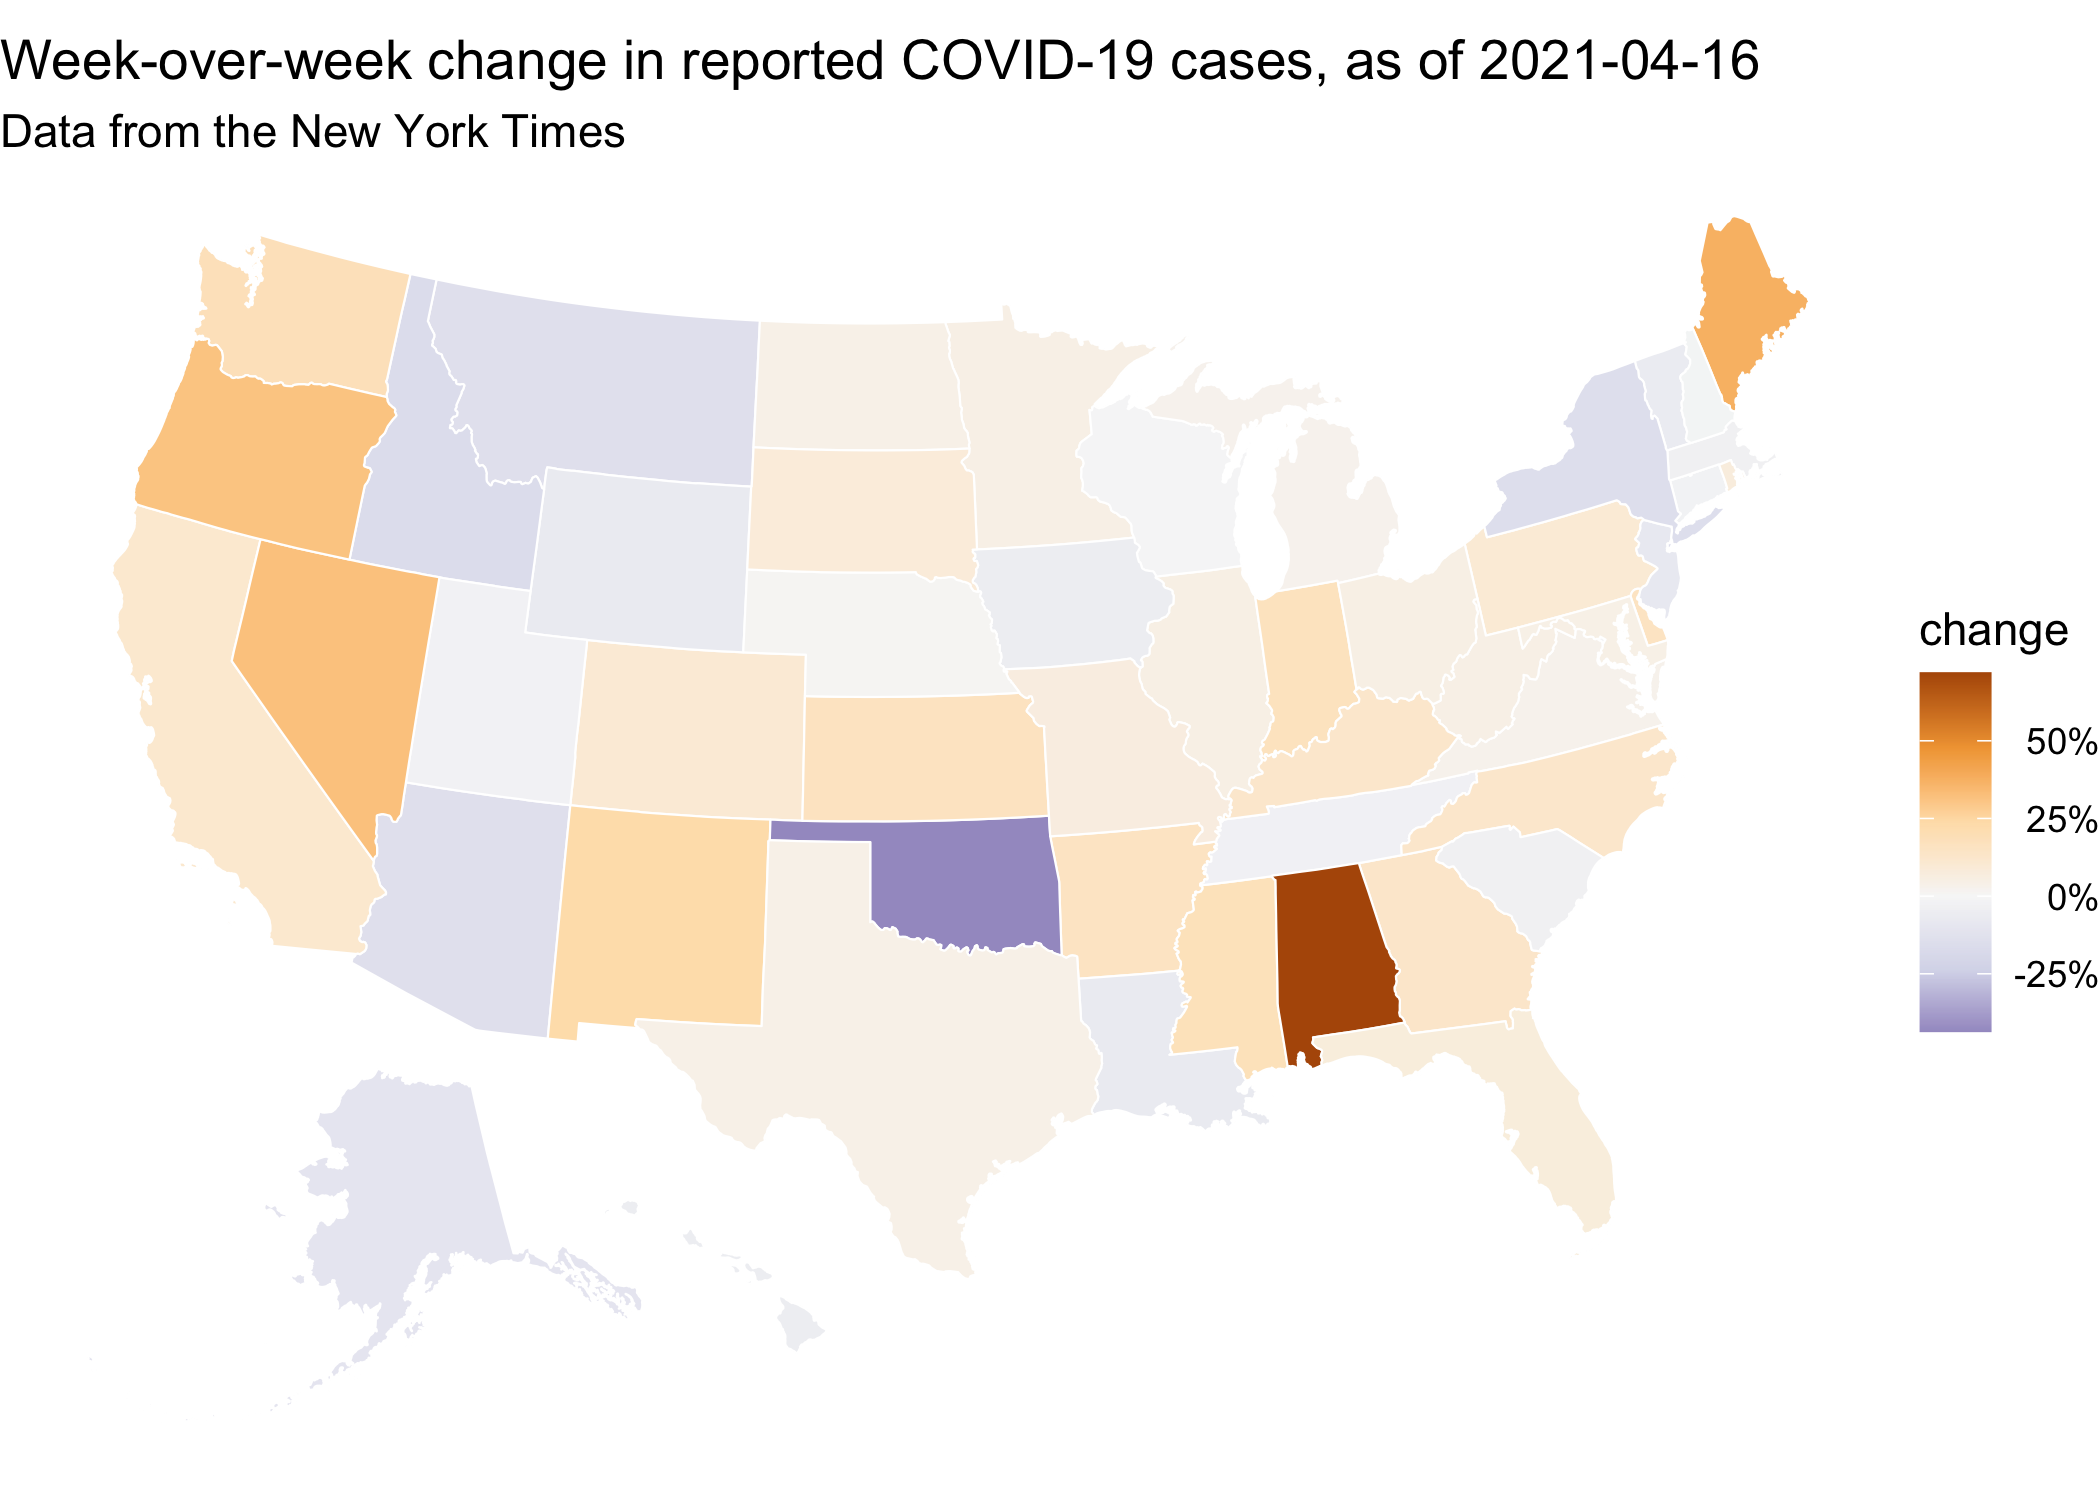 Week-over-week change in reported COVID-19 cases, as of 2021-04-16
Data from the New York Times
change
50%
25%
0%
-25%